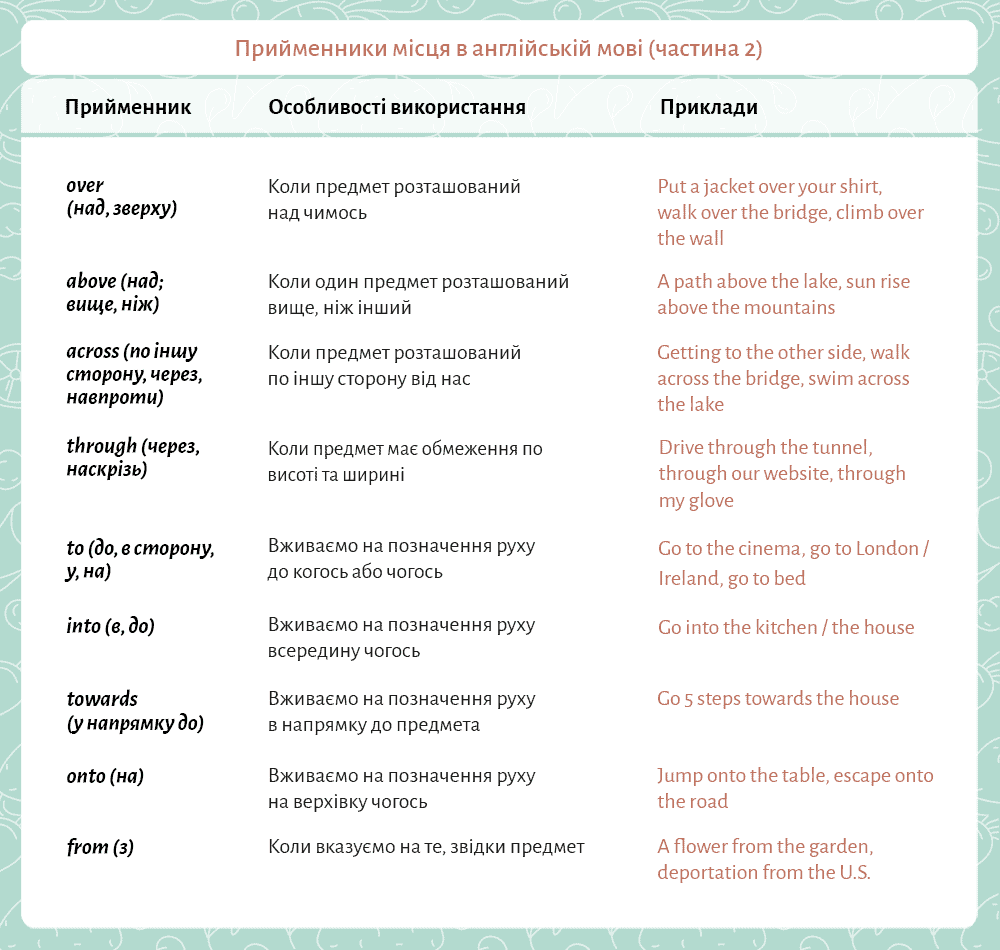 Прийменники місця в англійській мові (частина 2)
Прийменник
Особливості використання
Приклади
over
(над, зверху)
Коли предмет розташований
над чимось
Put a jacket over your shirt,
walk over the bridge, climb over
the wall
above (над;
вище, ніж)
Коли один предмет розташований
вище, ніж інший
A path above the lake, sun rise
above the mountains
across (по іншу
сторону, через,
навпроти)
Коли предмет розташований
по іншу сторону від нас
Getting to the other side, walk
across the bridge, swim across
the lake
through (через,
наскрізь)
Коли предмет має обмеження по
висоті та ширині
Drive through the tunnel,
through our website, through
my glove
to (до, в сторону,
у, на)
Вживаємо на позначення руху
до когось або чогось
Go to the cinema, go to London /
Ireland, go to bed
into (в, до)
Вживаємо на позначення руху
всередину чогось
Go into the kitchen / the house
towards
(у напрямку до)
Вживаємо на позначення руху
в напрямку до предмета
Go 5 steps towards the house
onto (на)
Вживаємо на позначення руху
на верхівку чогось
Jump onto the table, escape onto
the road
from (з)
Коли вказуємо на те, звідки предмет
A flower from the garden,
deportation from the U.S.